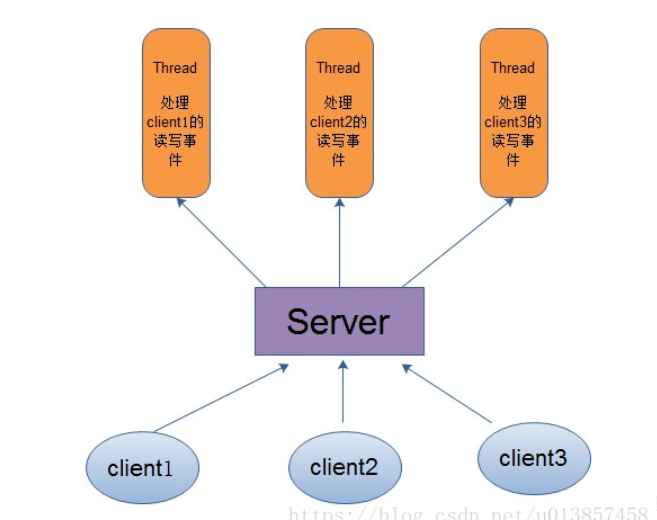 Thread
处理
client1的
读写事
件
Thread
处理
client2的
读写事
件
Thread
处理
client3的
读写事
件
Server
client1
client2
client3
https://blog.csdn.net/u013857458